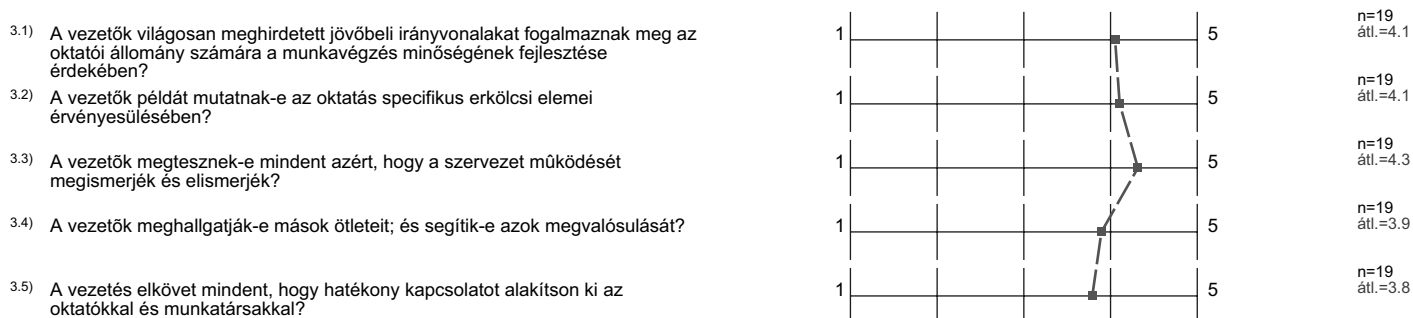 3.1) A vezetők világosan meghirdetett jövőbeli irányvonalakat fogalmaznak meg az
oktatói állomány számára a munkavégzés minőségének fejlesztése
érdekében?
1 5
n=19
átl.=4.1
3.2) A vezetők példát mutatnak-e az oktatás specifikus erkölcsi elemei
érvényesülésében?
1 5
n=19
átl.=4.1
3.3) A vezetõk megtesznek-e mindent azért, hogy a szervezet mûködését
megismerjék és elismerjék?
1 5
n=19
átl.=4.3
3.4) A vezetõk meghallgatják-e mások ötleteit; és segítik-e azok megvalósulását?
1 5
n=19
átl.=3.9
3.5) A vezetés elkövet mindent, hogy hatékony kapcsolatot alakítson ki az
oktatókkal és munkatársakkal?
1 5
n=19
átl.=3.8